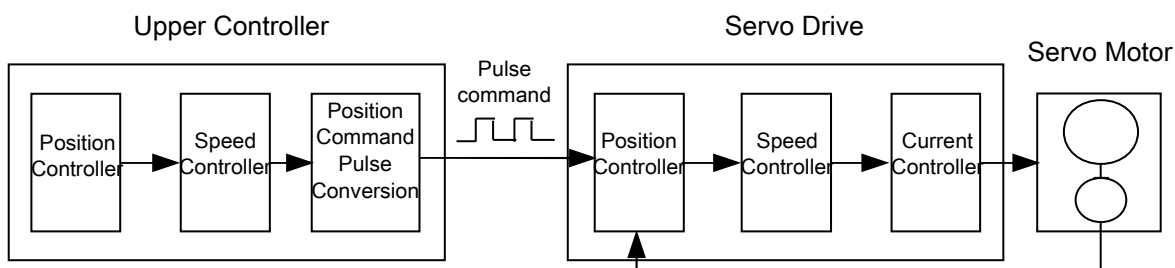 Upper Controller
Servo Drive
Servo Motor
Pulse
command
Position
Controller
Speed
Controller
Position
Command
Pulse
Conversion
Position
Controller
Speed
Controller
Current
Controller